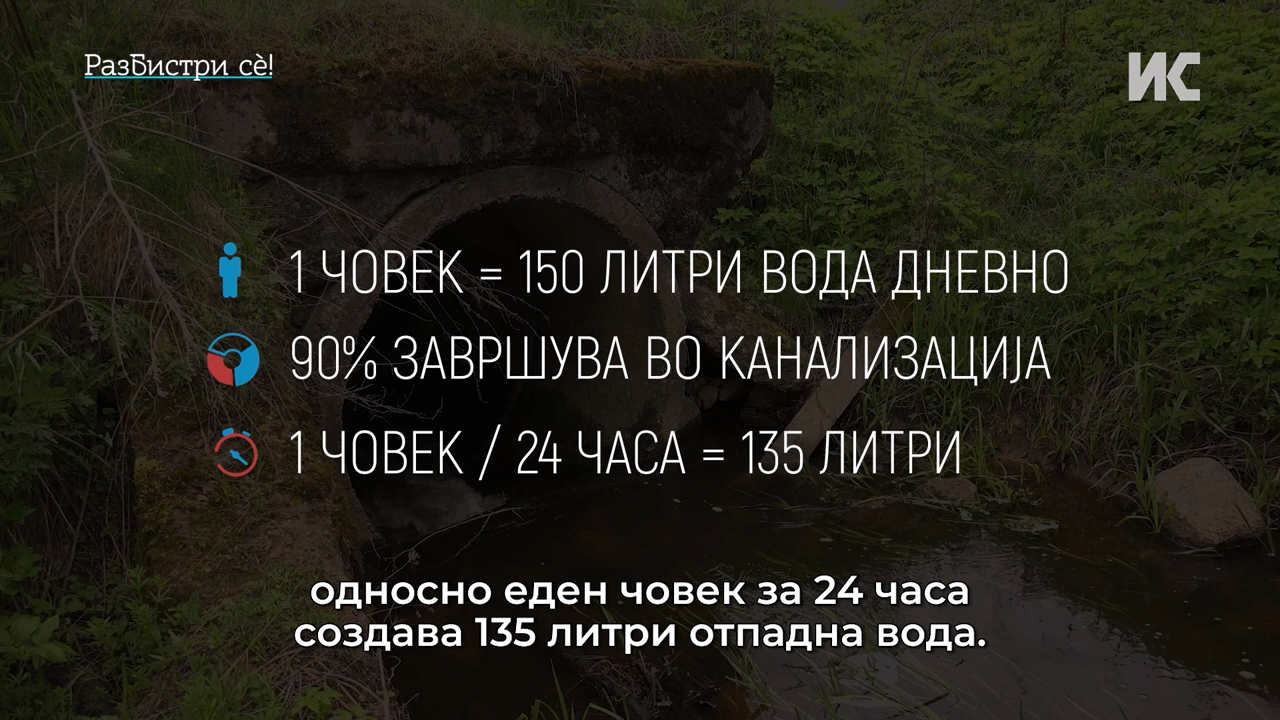 РазБистри сѐ!
ИС
1 ЧОВЕК = 150 ЛИТРИ ВОДА ДНЕВНО
90% ЗАВРШУВА ВО КАНАЛИЗАЦИЈА
1 ЧОВЕК / 24 ЧАСА = 135 ЛИТРИ
односно еден човек за 24 часа
создава 135 литри отпадна вода.